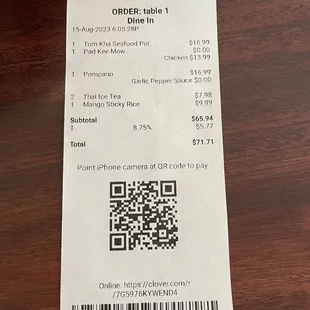 ORDER: table 1
Dine In
15-Aug-2023 6:05:28P
1 Tom Kha Seafood Pot $16.99
1 Pad Kee Mow $0.00
Chicken $13.99
1 Pompano $16.99
Garlic Pepper Sauce $0.00
2 Thai Ice Tea $7.98
1 Mango Sticky Rice $9.99
Subtotal $65.94
T 8.75% $5.77
Total $71.71
Point iPhone camera at QR code to pay
Online: https://clover.com/r
/7G5976KYWEND4